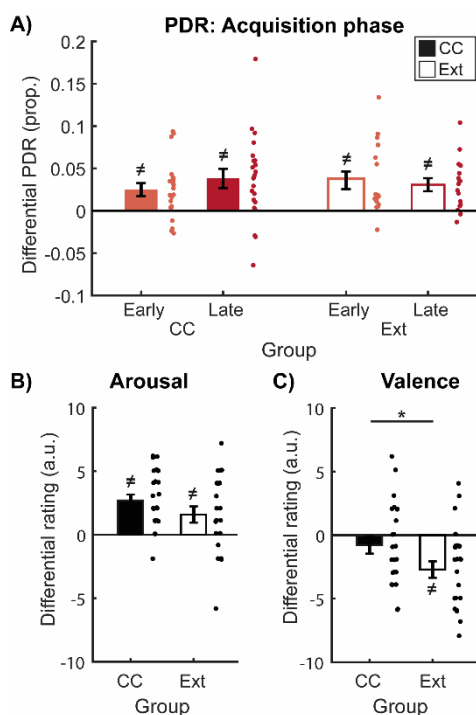 A) PDR: Acquisition phase
CC
Ext
Differential PDR (prop.)
0.2
0.15
0.1
0.05
0
-0.05
-0.1
≠ ≠ ≠ ≠
Early Late Early Late
CC Ext
Group
B) Arousal
Differential rating (a.u.)
10
5
0
-5
-10
≠ ≠
CC Ext
Group
C) Valence
Differential rating (a.u.)
10
5
0
-5
-10
*
≠
CC Ext
Group